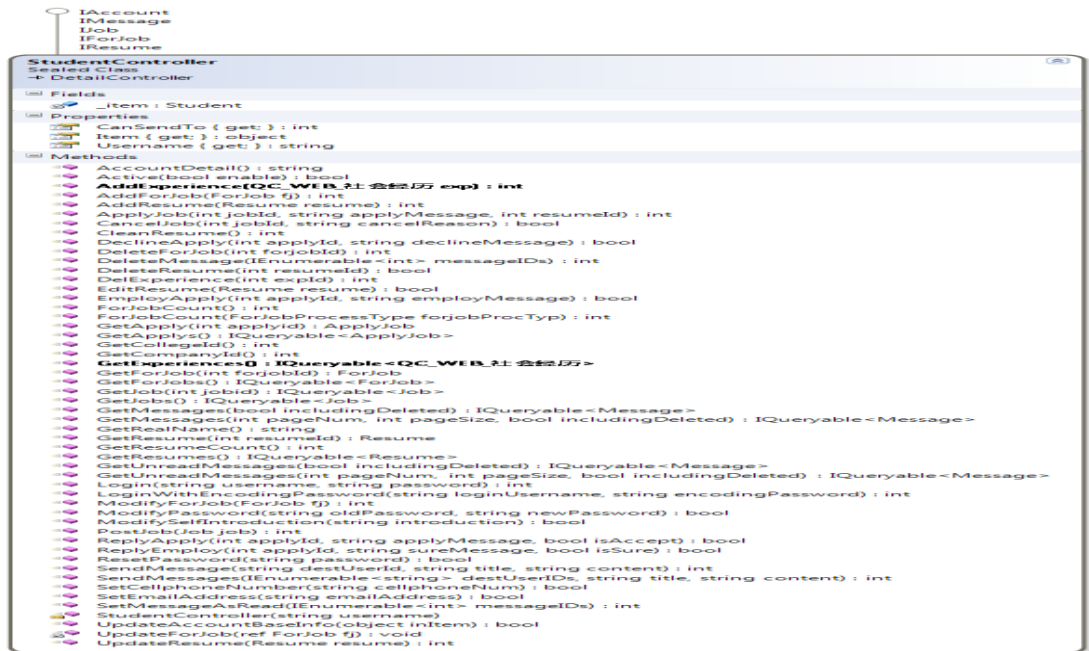 IAccount
IMessage
IJob
IForJob
IResume
StudentController
Sealed Class
DetailController
Fields
_item : Student
Properties
CanSendTo { get; } : int
Item { get; } : object
Username { get; } : string
Methods
AccountDetail() : string
Active(bool enable) : bool
AddExperience(QC_WEB_社会经历 exp) : int
AddForJob(ForJob fj) : int
AddResume(Resume resume) : int
ApplyJob(int jobId, string applyMessage, int resumeId) : int
CancelJob(int jobId, string cancelReason) : bool
CleanResume() : int
DeclineApply(int applyId, string declineMessage) : bool
DeleteForJob(int forjobId) : int
DeleteMessage(IEnumerable<int> messageIDs) : int
DeleteResume(int resumeId) : bool
DelExperience(int expId) : int
EditResume(Resume resume) : bool
EmployApply(int applyId, string employMessage) : bool
ForJobCount() : int
ForJobCount(ForJobProcessType forjobProcTyp) : int
GetApply(int applyid) : ApplyJob
GetApplys() : IQueryable<ApplyJob>
GetCollegeId() : int
GetCompanyId() : int
GetExperiences() : IQueryable<QC_WEB_社会经历>
GetForJob(int forjobId) : ForJob
GetForJobs() : IQueryable<ForJob>
GetJob(int jobid) : IQueryable<Job>
GetJobs() : IQueryable<Job>
GetMessages(bool includingDeleted) : IQueryable<Message>
GetMessages(int pageNum, int pageSize, bool includingDeleted) : IQueryable<Message>
GetRealName() : string
GetResume(int resumeId) : Resume
GetResumeCount() : int
GetResumes() : IQueryable<Resume>
GetUnreadMessages(bool includingDeleted) : IQueryable<Message>
GetUnreadMessages(int pageNum, int pageSize, bool includingDeleted) : IQueryable<Message>
Login(string username, string password) : int
LoginWithEncodingPassword(string loginUsername, string encodingPassword) : int
ModifyForJob(ForJob fj) : int
ModifyPassword(string oldPassword, string newPassword) : bool
ModifySelfIntroduction(string introduction) : bool
PostJob(Job job) : int
ReplyApply(int applyId, string applyMessage, bool isAccept) : bool
ReplyEmploy(int applyId, string sureMessage, bool isSure) : bool
ResetPassword(string password) : bool
SendMessage(string destUserId, string title, string content) : int
SendMessages(IEnumerable<string> destUserIDs, string title, string content) : int
SetCellphoneNumber(string cellphoneNum) : bool
SetEmailAddress(string emailAddress) : bool
SetMessageAsRead(IEnumerable<int> messageIDs) : int
StudentController(string username)
UpdateAccountBaseInfo(object inItem) : bool
UpdateForJob(ref ForJob fj) : void
UpdateResume(Resume resume) : int